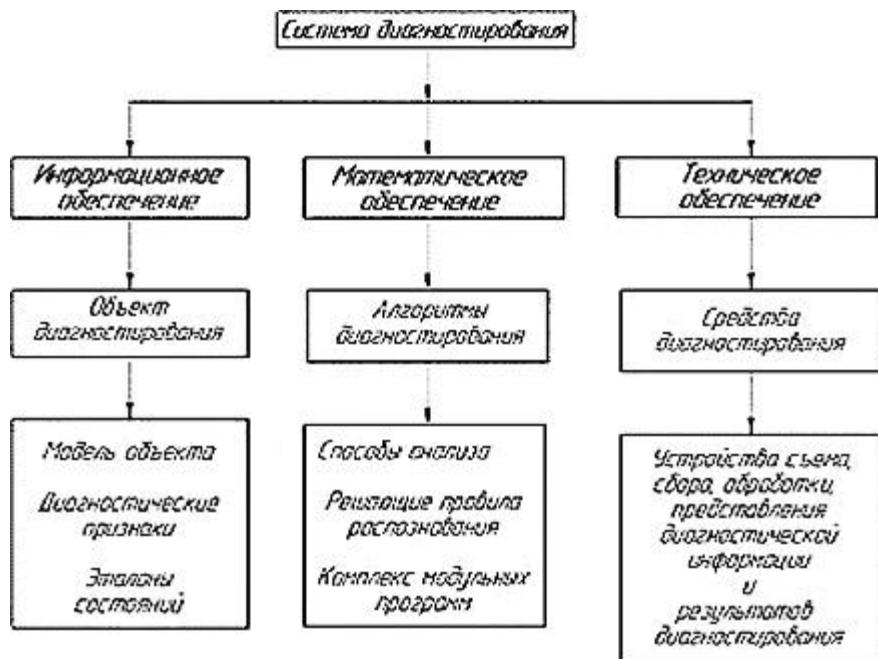 Система диагностирования
Информационное
обеспечение
Математическое
обеспечение
Техническое
обеспечение
Объект
диагностирования
Алгоритмы
диагностирования
Средства
диагностирования
Модель объекта
Диагностические
признаки
Эталоны
состояний
Способы анализа
Решающие правила
распознования
Комплекс модульных
программ
Устройства съема,
сбора, обработки,
представления
диагностической
информации
и
результатов
диагностирования